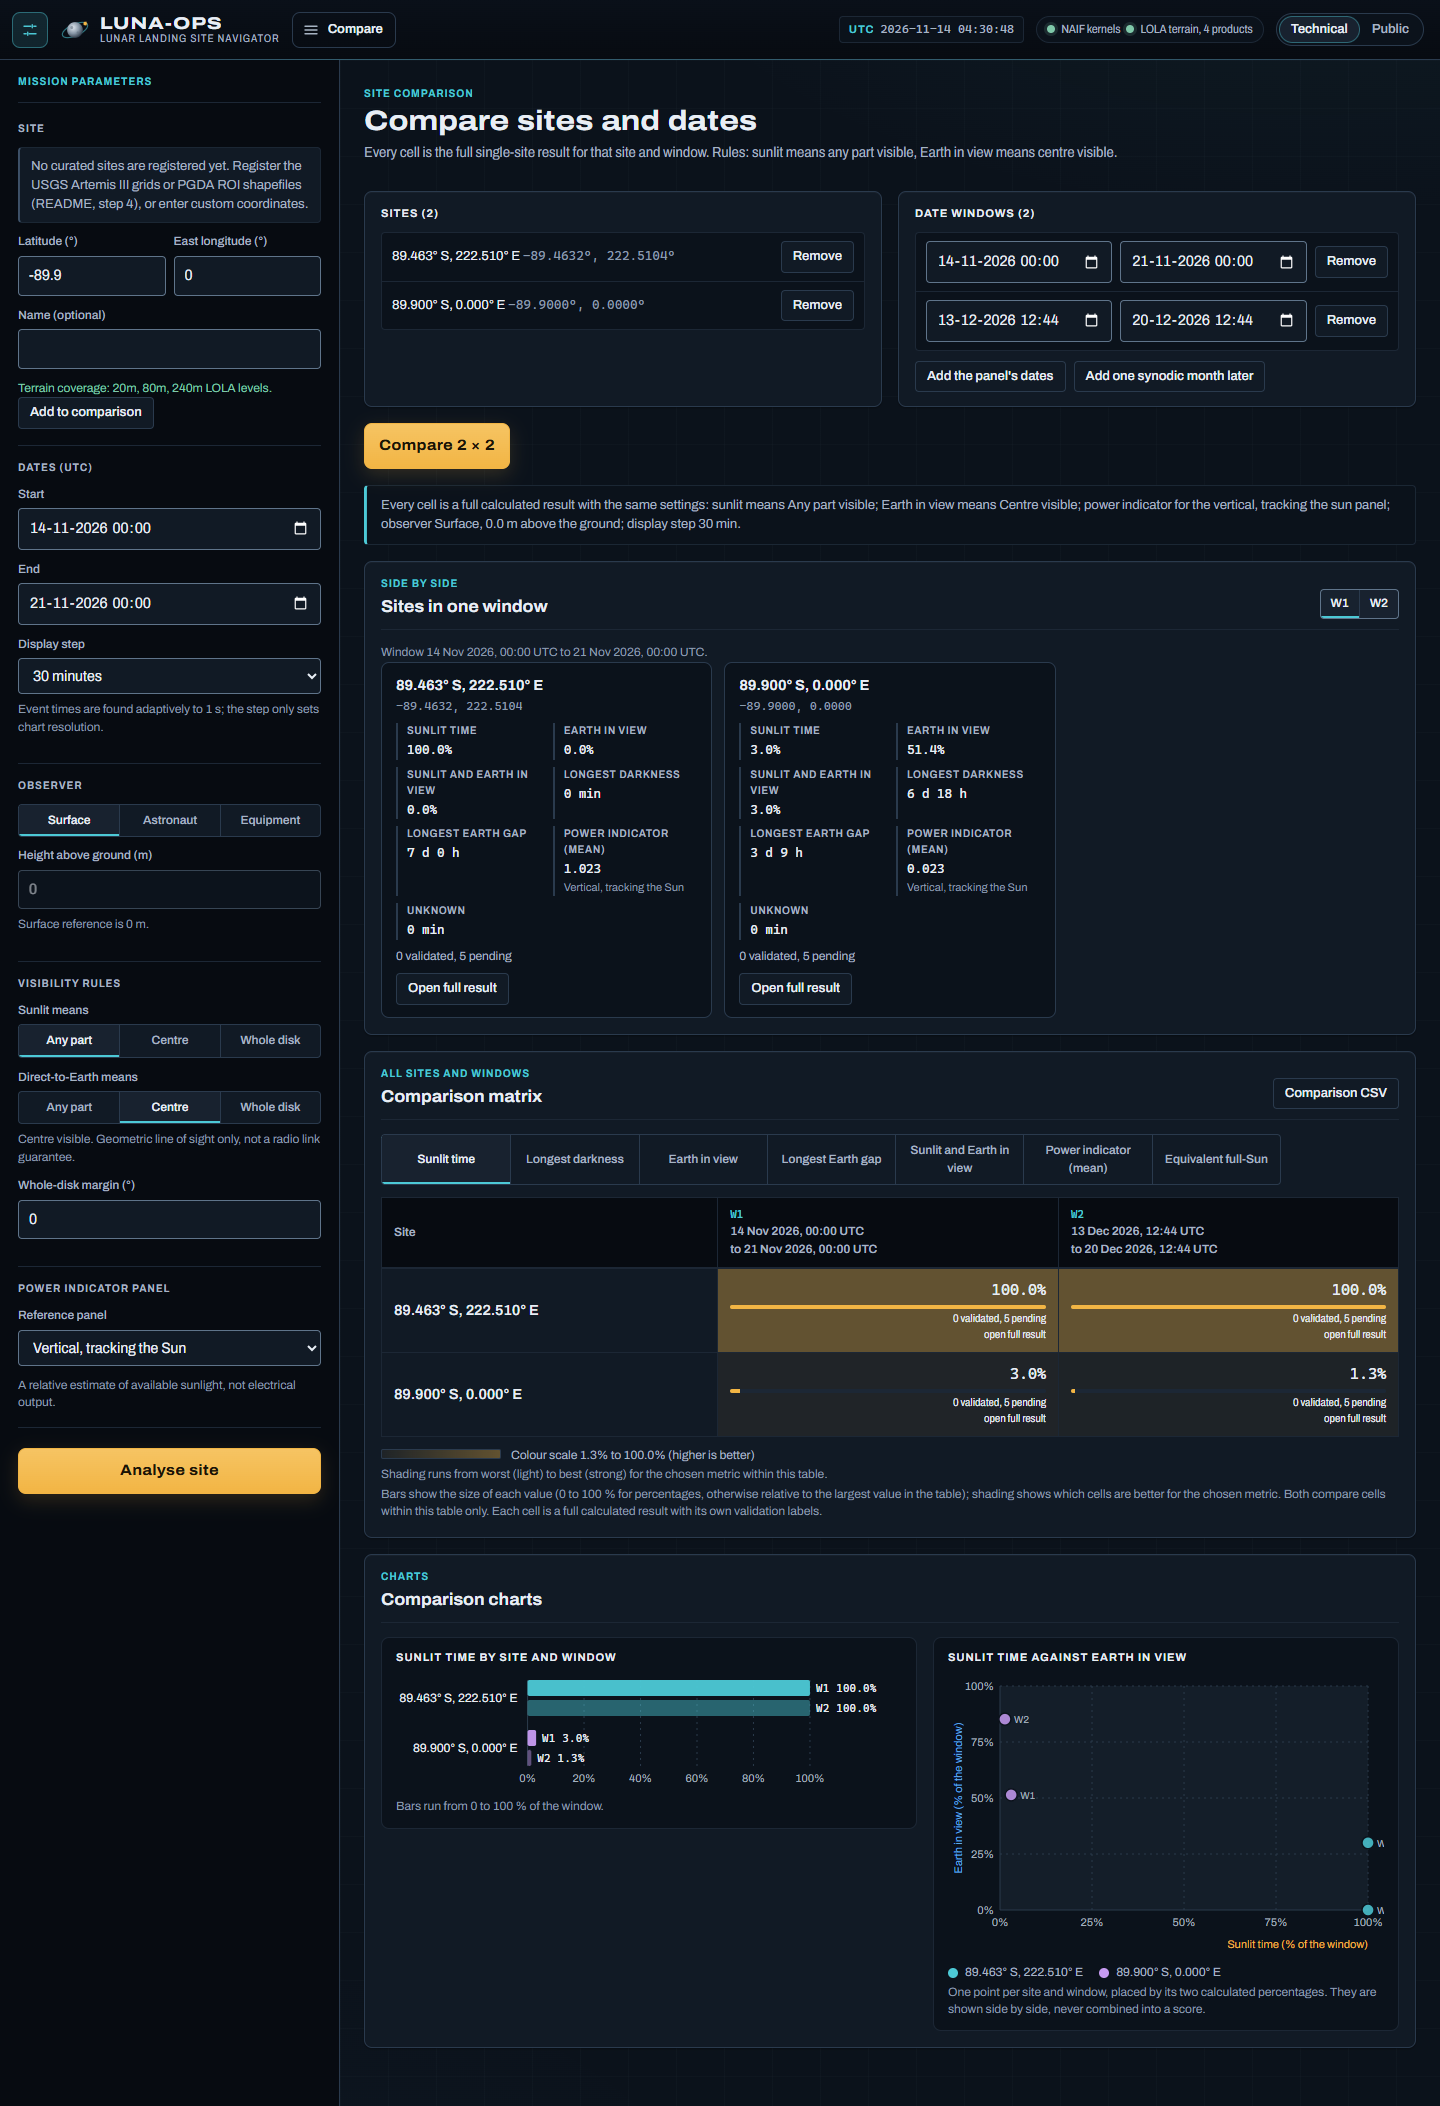 LUNA-OPS
LUNAR LANDING SITE NAVIGATOR
Compare
UTC 2026-11-14 04:30:48
NAIF kernels
LOLA terrain, 4 products
Technical
Public
MISSION PARAMETERS
SITE
No curated sites are registered yet. Register the
USGS Artemis III grids or PGDA ROI shapefiles
(README, step 4), or enter custom coordinates.
Latitude (°)
East longitude (°)
-89.9
0
Name (optional)
Terrain coverage: 20m, 80m, 240m LOLA levels.
Add to comparison
DATES (UTC)
Start
14-11-2026 00:00
End
21-11-2026 00:00
Display step
30 minutes
Event times are found adaptively to 1 s; the step only sets
chart resolution.
OBSERVER
Surface
Astronaut
Equipment
Height above ground (m)
0
Surface reference is 0 m.
VISIBILITY RULES
Sunlit means
Any part
Centre
Whole disk
Direct-to-Earth means
Any part
Centre
Whole disk
Centre visible. Geometric line of sight only, not a radio link
guarantee.
Whole-disk margin (°)
0
POWER INDICATOR PANEL
Reference panel
Vertical, tracking the Sun
A relative estimate of available sunlight, not electrical
output.
Analyse site
SITE COMPARISON
Compare sites and dates
Every cell is the full single-site result for that site and window. Rules: sunlit means any part visible, Earth in view means centre visible.
SITES (2)
89.463° S, 222.510° E −89.4632°, 222.5104°
Remove
89.900° S, 0.000° E −89.9000°, 0.0000°
Remove
DATE WINDOWS (2)
14-11-2026 00:00
21-11-2026 00:00
Remove
13-12-2026 12:44
20-12-2026 12:44
Remove
Add the panel's dates
Add one synodic month later
Compare 2 × 2
Every cell is a full calculated result with the same settings: sunlit means Any part visible; Earth in view means Centre visible; power indicator for the vertical, tracking the sun panel;
observer Surface, 0.0 m above the ground; display step 30 min.
SIDE BY SIDE
Sites in one window
W1
W2
Window 14 Nov 2026, 00:00 UTC to 21 Nov 2026, 00:00 UTC.
89.463° S, 222.510° E
−89.4632, 222.5104
SUNLIT TIME
100.0%
EARTH IN VIEW
0.0%
SUNLIT AND EARTH IN
VIEW
0.0%
LONGEST DARKNESS
0 min
LONGEST EARTH GAP
7 d 0 h
POWER INDICATOR
(MEAN)
1.023
Vertical, tracking the Sun
UNKNOWN
0 min
0 validated, 5 pending
Open full result
89.900° S, 0.000° E
−89.9000, 0.0000
SUNLIT TIME
3.0%
EARTH IN VIEW
51.4%
SUNLIT AND EARTH IN
VIEW
3.0%
LONGEST DARKNESS
6 d 18 h
LONGEST EARTH GAP
3 d 9 h
POWER INDICATOR
(MEAN)
0.023
Vertical, tracking the Sun
UNKNOWN
0 min
0 validated, 5 pending
Open full result
ALL SITES AND WINDOWS
Comparison matrix
Comparison CSV
Sunlit time
Longest darkness
Earth in view
Longest Earth gap
Sunlit and Earth in
view
Power indicator
(mean)
Equivalent full-Sun
Site
W1
14 Nov 2026, 00:00 UTC
to 21 Nov 2026, 00:00 UTC
W2
13 Dec 2026, 12:44 UTC
to 20 Dec 2026, 12:44 UTC
89.463° S, 222.510° E
100.0%
0 validated, 5 pending
open full result
100.0%
0 validated, 5 pending
open full result
89.900° S, 0.000° E
3.0%
0 validated, 5 pending
open full result
1.3%
0 validated, 5 pending
open full result
Colour scale 1.3% to 100.0% (higher is better)
Shading runs from worst (light) to best (strong) for the chosen metric within this table.
Bars show the size of each value (0 to 100 % for percentages, otherwise relative to the largest value in the table); shading shows which cells are better for the chosen metric. Both compare cells
within this table only. Each cell is a full calculated result with its own validation labels.
CHARTS
Comparison charts
SUNLIT TIME BY SITE AND WINDOW
89.463° S, 222.510° E
W1 100.0%
W2 100.0%
89.900° S, 0.000° E
W1 3.0%
W2 1.3%
0%
20%
40%
60%
80%
100%
Bars run from 0 to 100 % of the window.
SUNLIT TIME AGAINST EARTH IN VIEW
Earth in view (% of the window)
100%
75%
50%
25%
0%
W2
W1
W
W
0%
25%
50%
75%
100%
Sunlit time (% of the window)
89.463° S, 222.510° E
89.900° S, 0.000° E
One point per site and window, placed by its two calculated percentages. They are
shown side by side, never combined into a score.